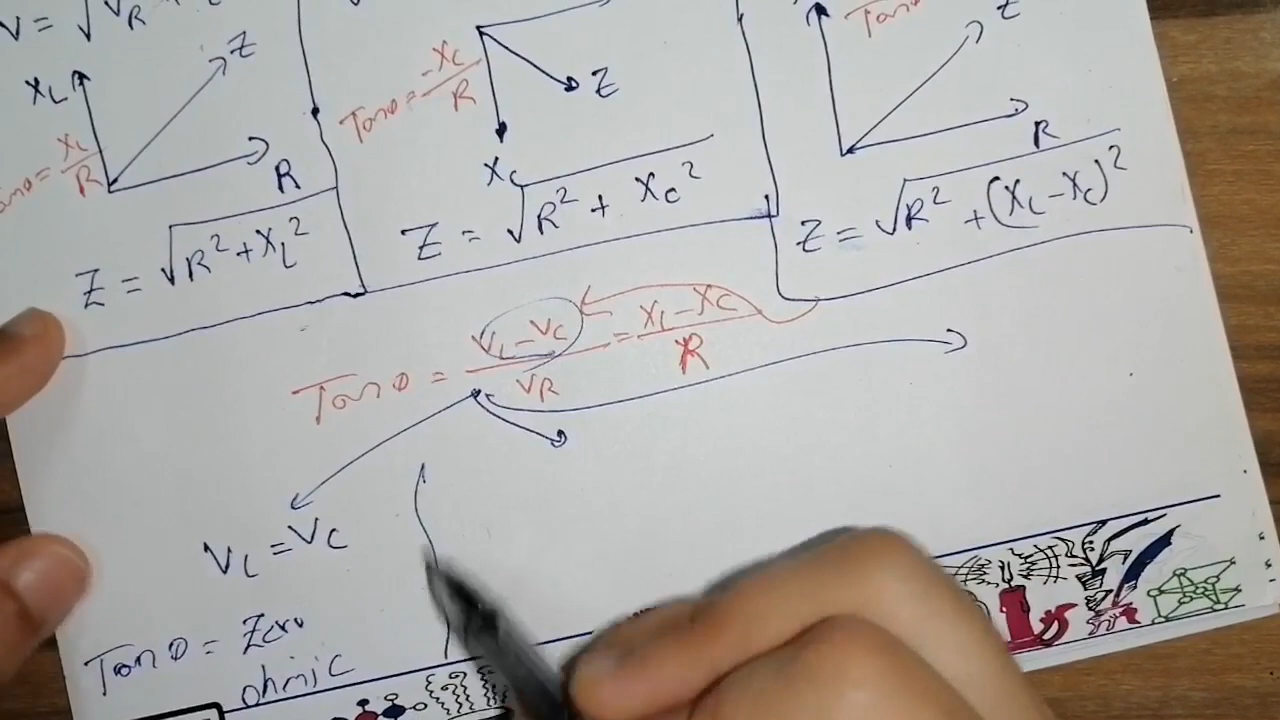 V = √V_R
X_L
Z
Tanθ = X_L/R
R
Z = √R² + X_L²
Tanθ = -X_C/R
Z
X_C
Z = √R² + X_C²
Tanθ
Z
R
Z = √R² + (X_L - X_C)²
Tanθ = V_L - V_C/V_R = X_L - X_C/R
V_L = V_C
Tanθ = Zero
ohmic